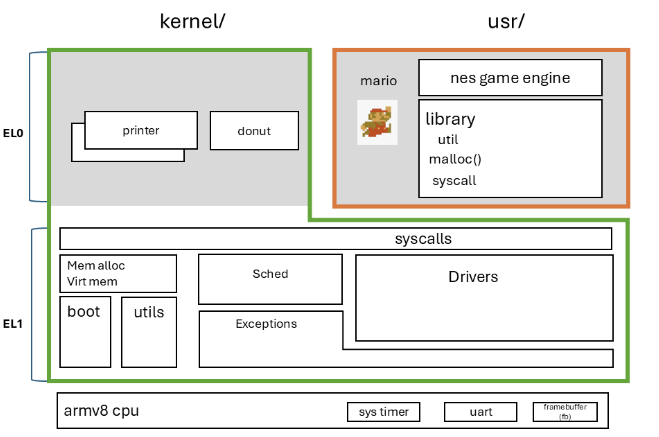 kernel/
usr/
EL0
printer
donut
mario
nes game engine
library
util
malloc()
syscall
EL1
syscalls
Mem alloc
Virt mem
Sched
Drivers
boot
utils
Exceptions
armv8 cpu
sys timer
uart
framebuffer
(fb)